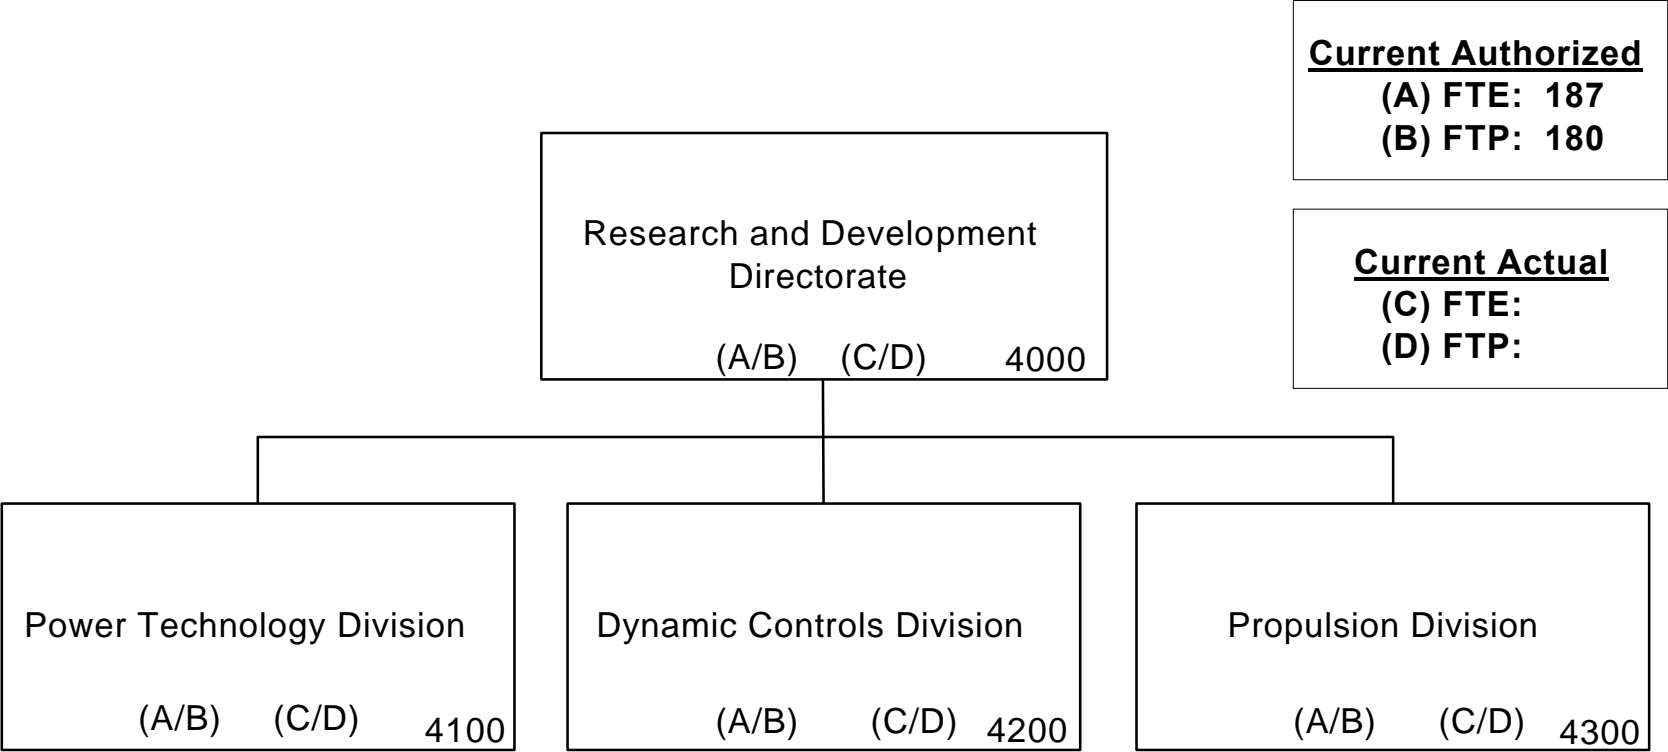 Current Authorized
(A) FTE: 187
(B) FTP: 180
Research and Development
Directorate
(A/B) (C/D) 4000
Current Actual
(C) FTE:
(D) FTP:
Power Technology Division
(A/B) (C/D) 4100
Dynamic Controls Division
(A/B) (C/D) 4200
Propulsion Division
(A/B) (C/D) 4300